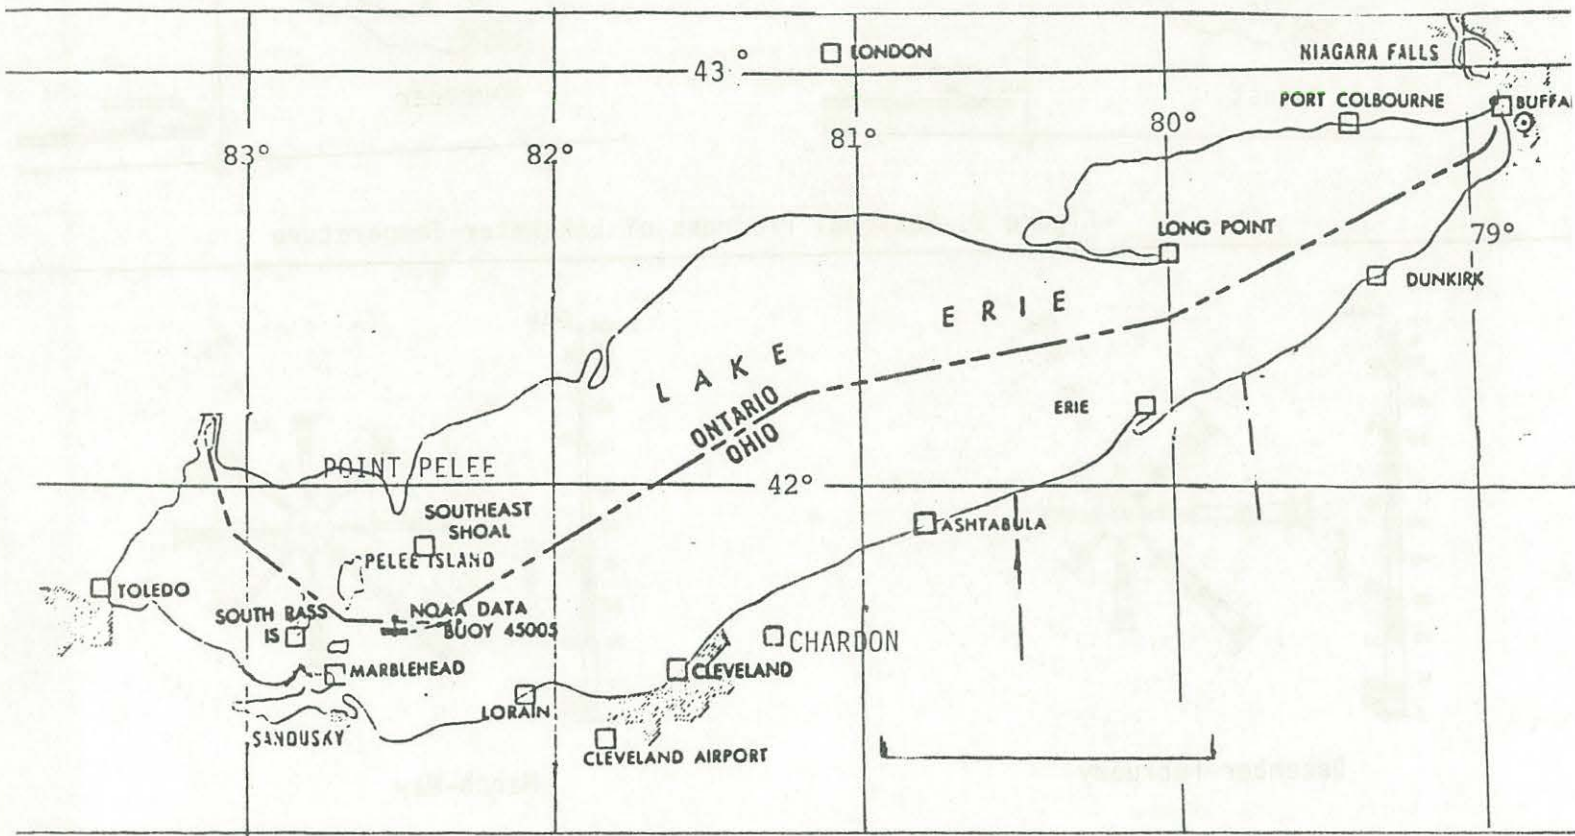 LONDON
NIAGARA FALLS
43°
PORT COLBOURNE
BUFFA
80°
81°
83°
82°
LONG POINT
79°
DUNKIRK
LAKE ERIE
ONTARIO
OHIO
ERIE
POINT PELEE
42°
SOUTHEAST
SHOAL
ASHTABULA
PELEE ISLAND
TOLEDO
SOUTH BASS
IS
NOAA DATA
BUOY 45005
CHARDON
MARBLEHEAD
CLEVELAND
LORAIN
SANDUSKY
CLEVELAND AIRPORT